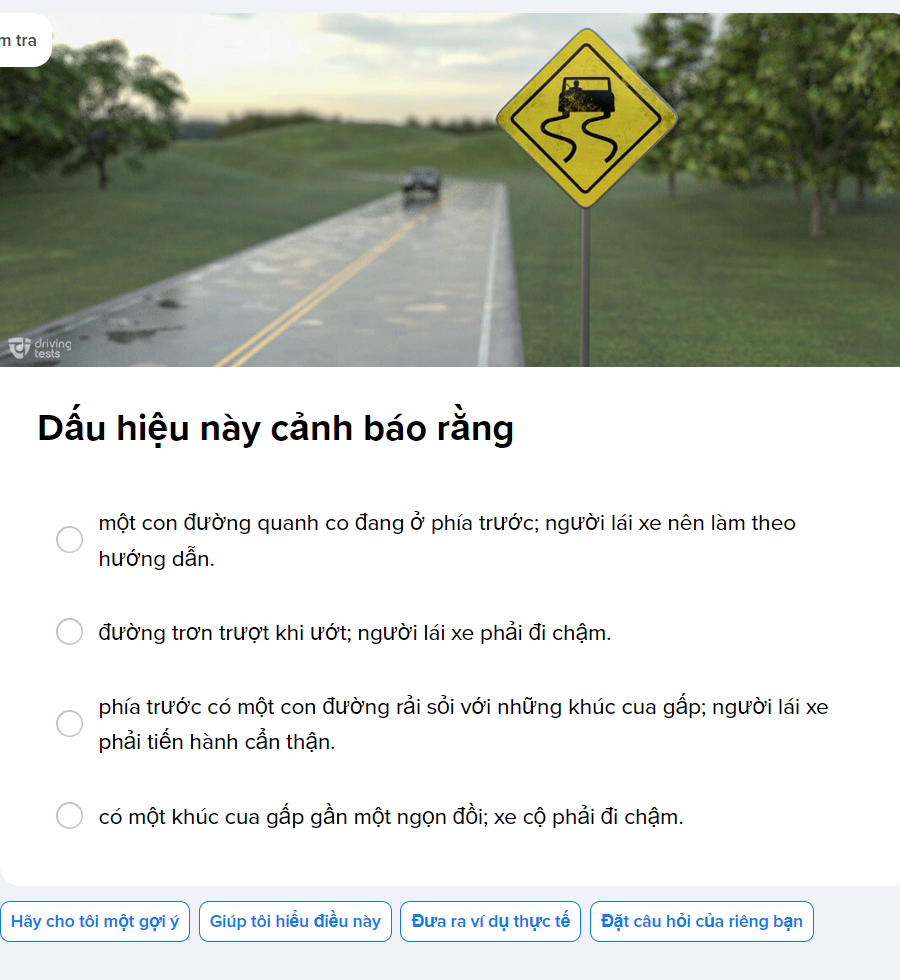 m tra
driving
tests
Dấu hiệu này cảnh báo rằng
một con đường quanh co đang ở phía trước; người lái xe nên làm theo
hướng dẫn.
đường trơn trượt khi ướt; người lái xe phải đi chậm.
phía trước có một con đường rải sỏi với những khúc cua gấp; người lái xe
phải tiến hành cẩn thận.
có một khúc cua gấp gần một ngọn đồi; xe cộ phải đi chậm.
Hãy cho tôi một gợi ý
Giúp tôi hiểu điều này
Đưa ra ví dụ thực tế
Đặt câu hỏi của riêng bạn